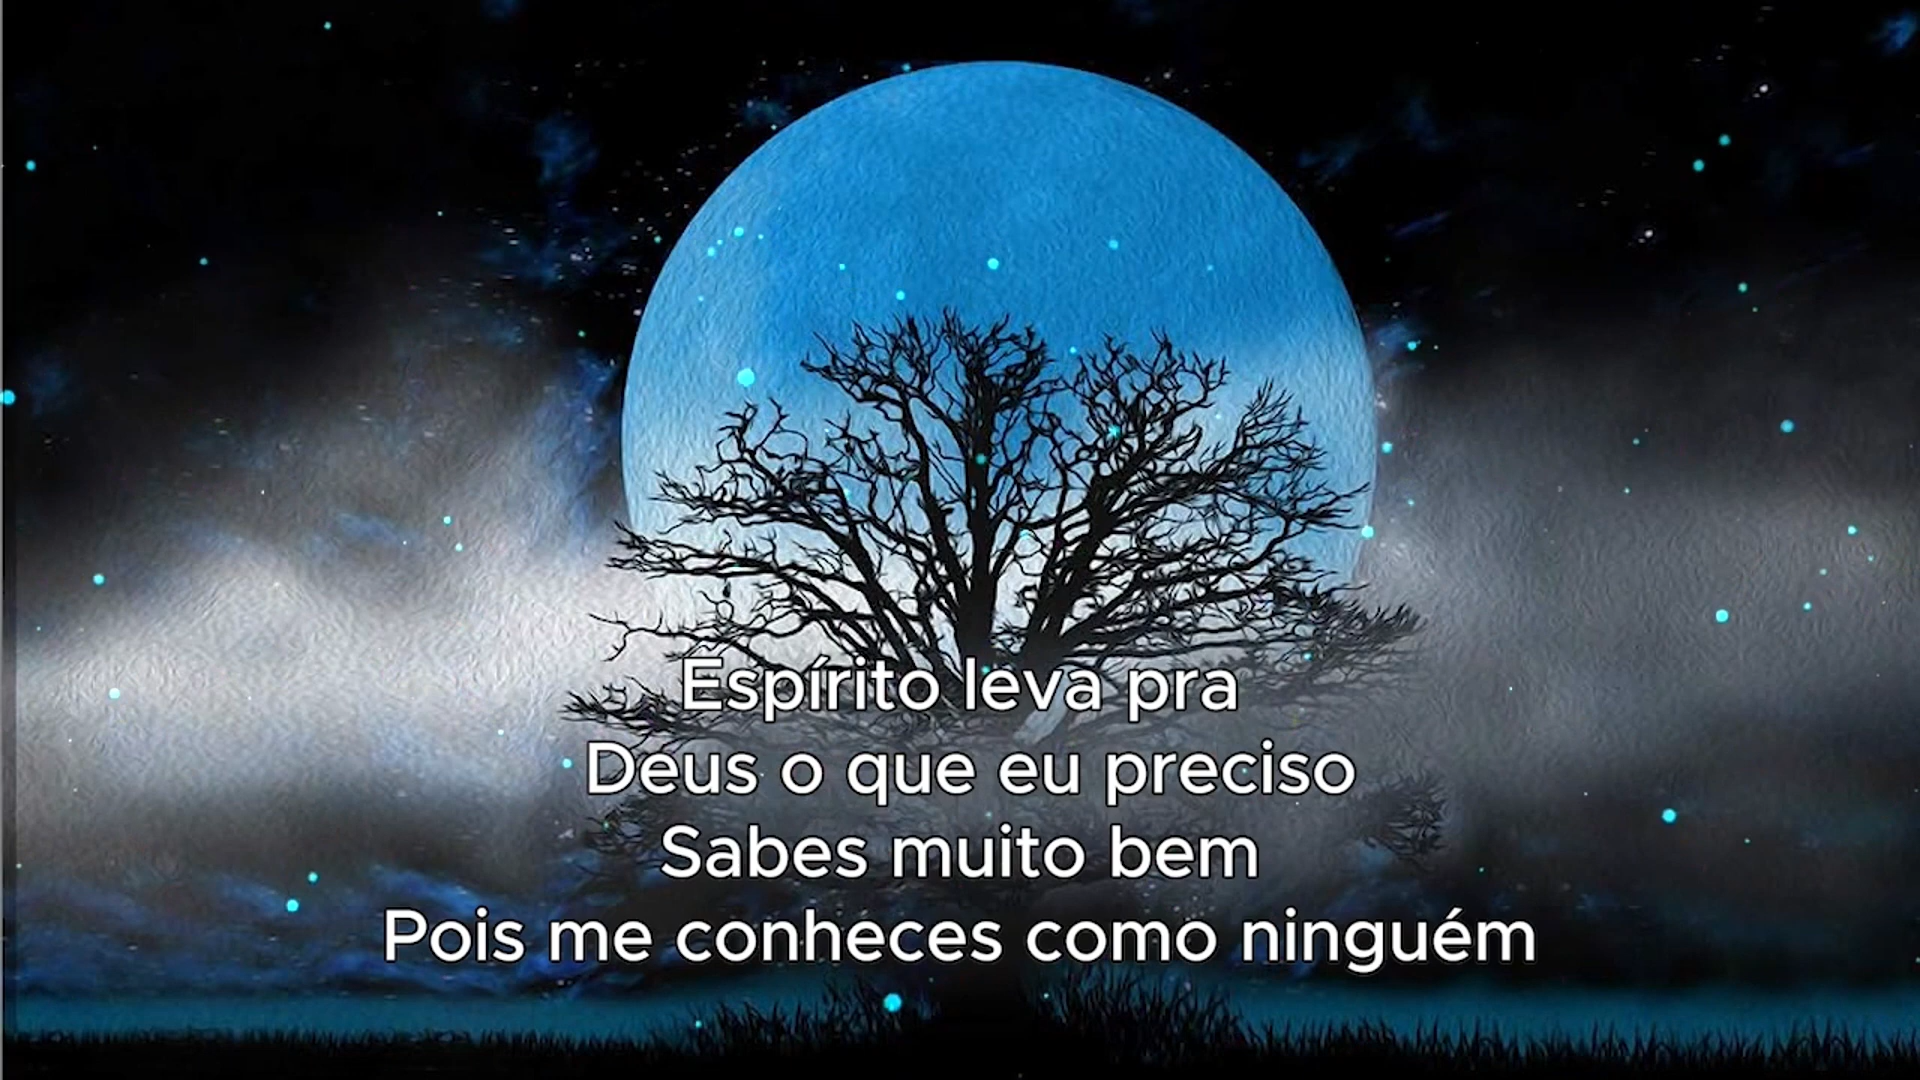 Espírito leva pra
Deus o que eu preciso
Sabes muito bem
Pois me conheces como ninguém